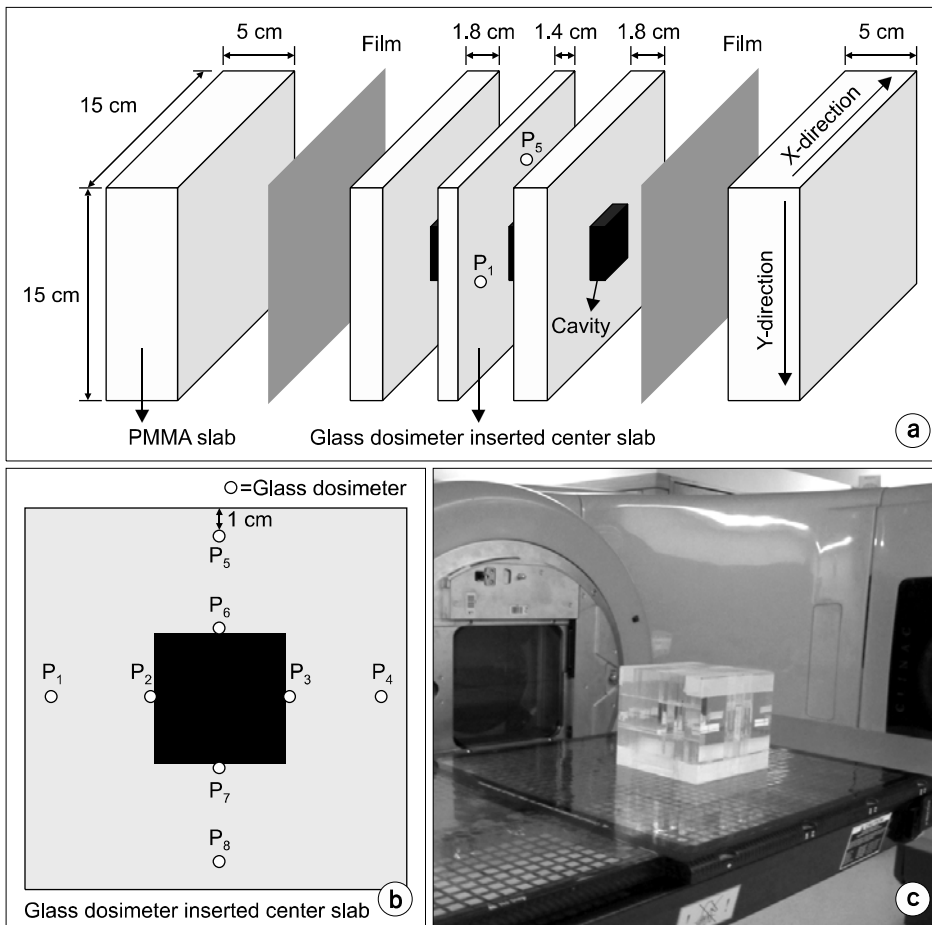 5 cm
Film
1.8 cm
1.4 cm
1.8 cm
Film
5 cm
15 cm
X-direction
P5
P1
15 cm
Cavity
Y-direction
PMMA slab
Glass dosimeter inserted center slab
a
=Glass dosimeter
1 cm
P5
P6
P1
P2
P3
P4
P7
P8
Glass dosimeter inserted center slab
b
CLINAC
c